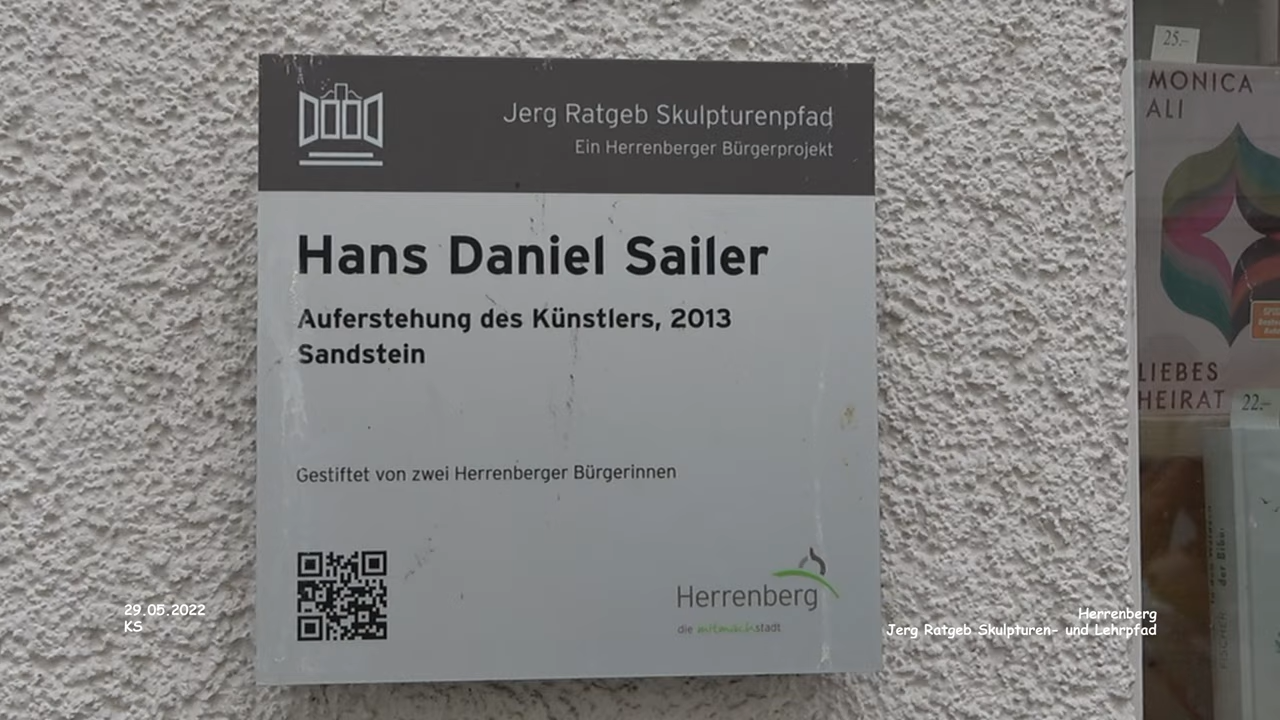 Jerg Ratgeb Skulpturenpfad
Ein Herrenberger Bürgerprojekt
Hans Daniel Sailer
Auferstehung des Künstlers, 2013
Sandstein
Gestiftet von zwei Herrenberger Bürgerinnen
Herrenberg
die mitmachstadt
25.-
MONICA
ALI
LIEBES
HEIRAT
22.-
FISCHER
29.05.2022
KS
Herrenberg
Jerg Ratgeb Skulpturen- und Lehrpfad